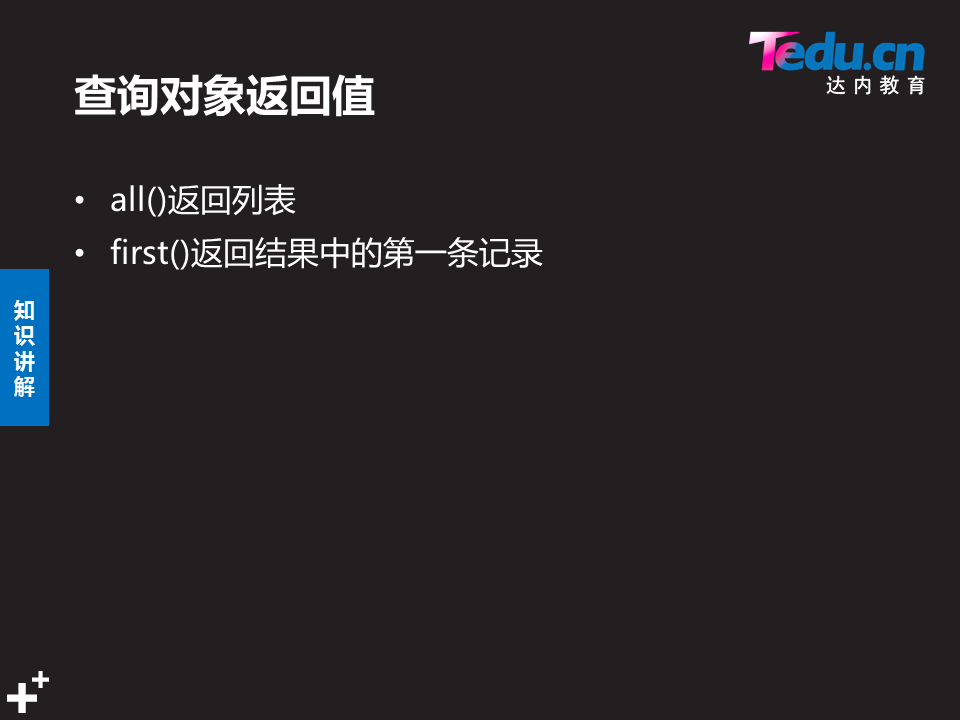 Tedu.cn
达内教育
查询对象返回值
• all()返回列表
• first()返回结果中的第一条记录
知
识
讲
解